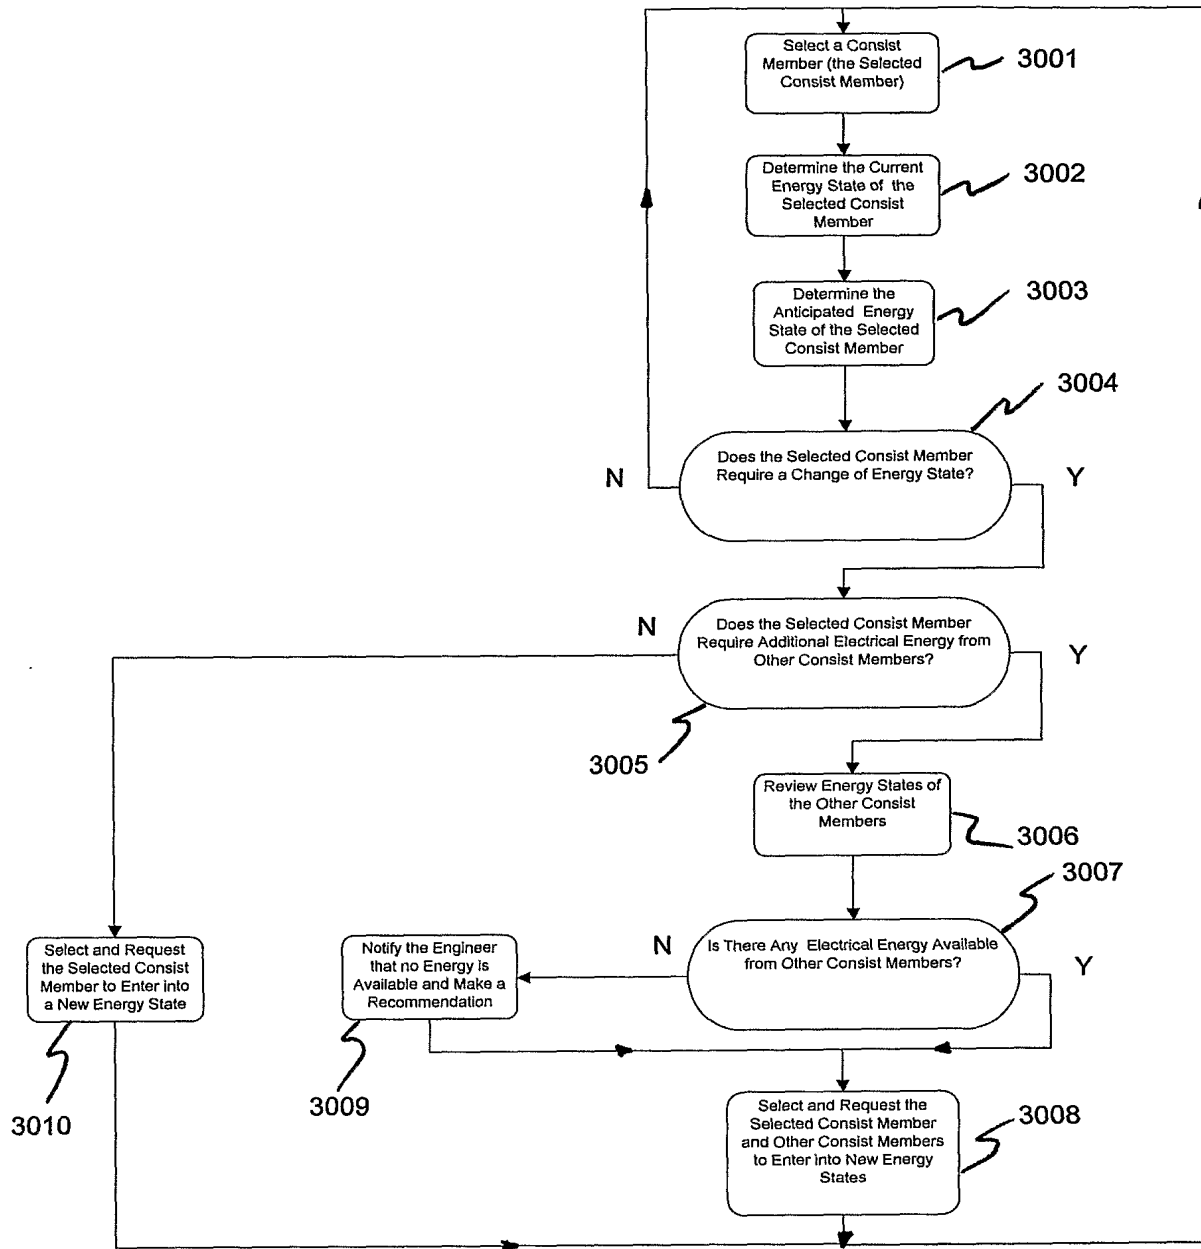 Select a Consist
Member (the Selected
Consist Member)
3001
Determine the Current
Energy State of the
Selected Consist
Member
3002
Determine the
Anticipated Energy
State of the Selected
Consist Member
3003
3004
Does the Selected Consist Member
Require a Change of Energy State?
N
Y
Does the Selected Consist Member
Require Additional Electrical Energy from
Other Consist Members?
N
Y
3005
Review Energy States of
the Other Consist
Members
3006
3007
Is There Any Electrical Energy Available
from Other Consist Members?
N
Y
Select and Request
the Selected Consist
Member to Enter into
a New Energy State
3010
Notify the Engineer
that no Energy is
Available and Make a
Recommendation
3009
Select and Request the
Selected Consist Member
and Other Consist Members
to Enter into New Energy
States
3008